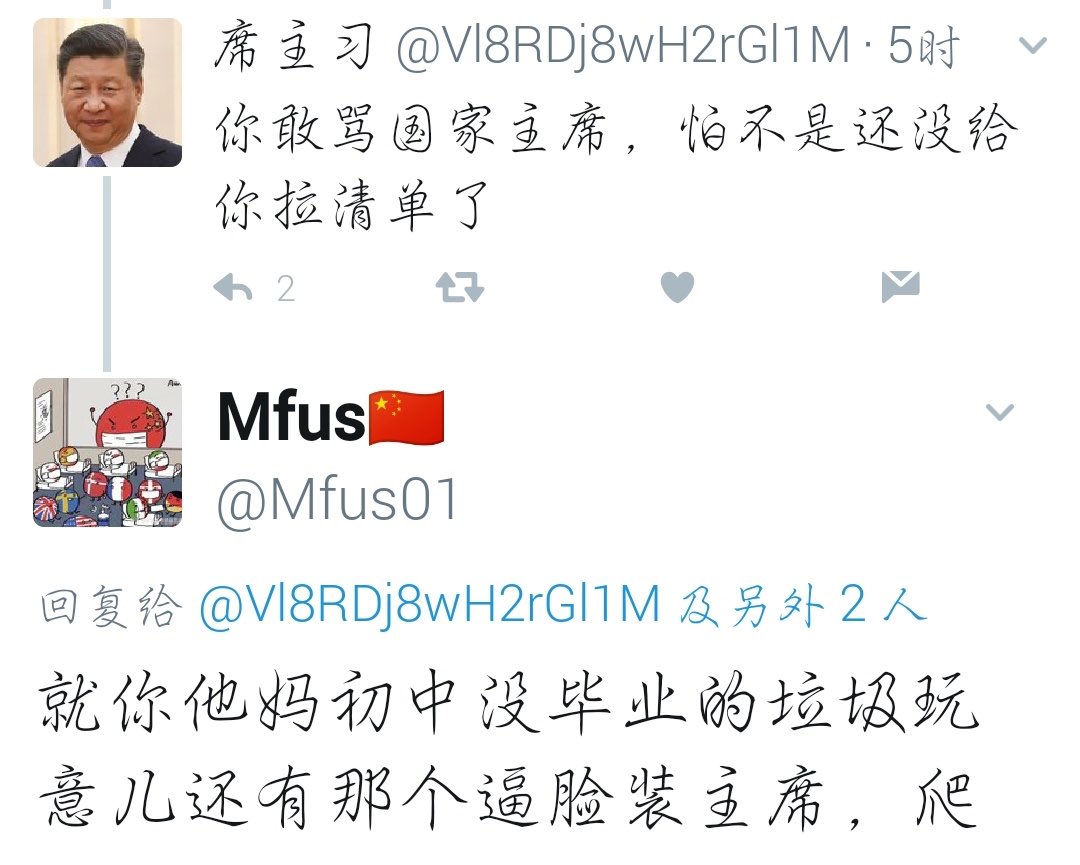 席主习 @Vl8RDj8wH2rGl1M · 5时
你敢骂国家主席，怕不是还没给
你拉清单了
2
???
Mfus🇨🇳
@Mfus01
回复给 @Vl8RDj8wH2rGl1M 及另外 2 人
就你他妈初中没毕业的垃圾玩
意儿还有那个逼脸装主席，爬